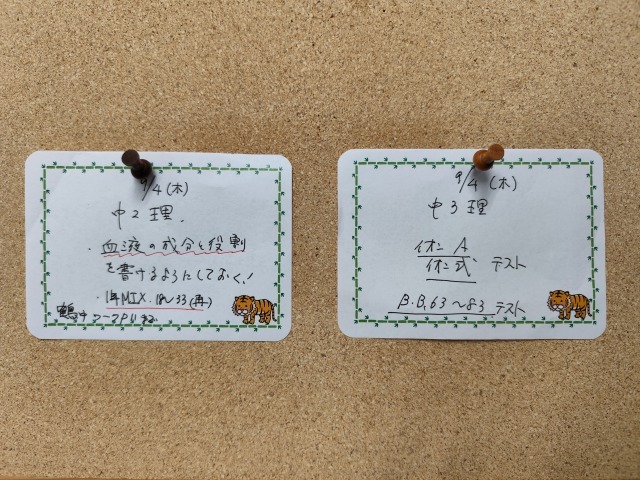 9/4(木)
中2理.
・血液の成分と役割
を書けるようにしておく!
・1年MIX. 18〜33(再)
9/4(木)
中3理
イオンA
イオン式、テスト
B.B.63〜83テスト